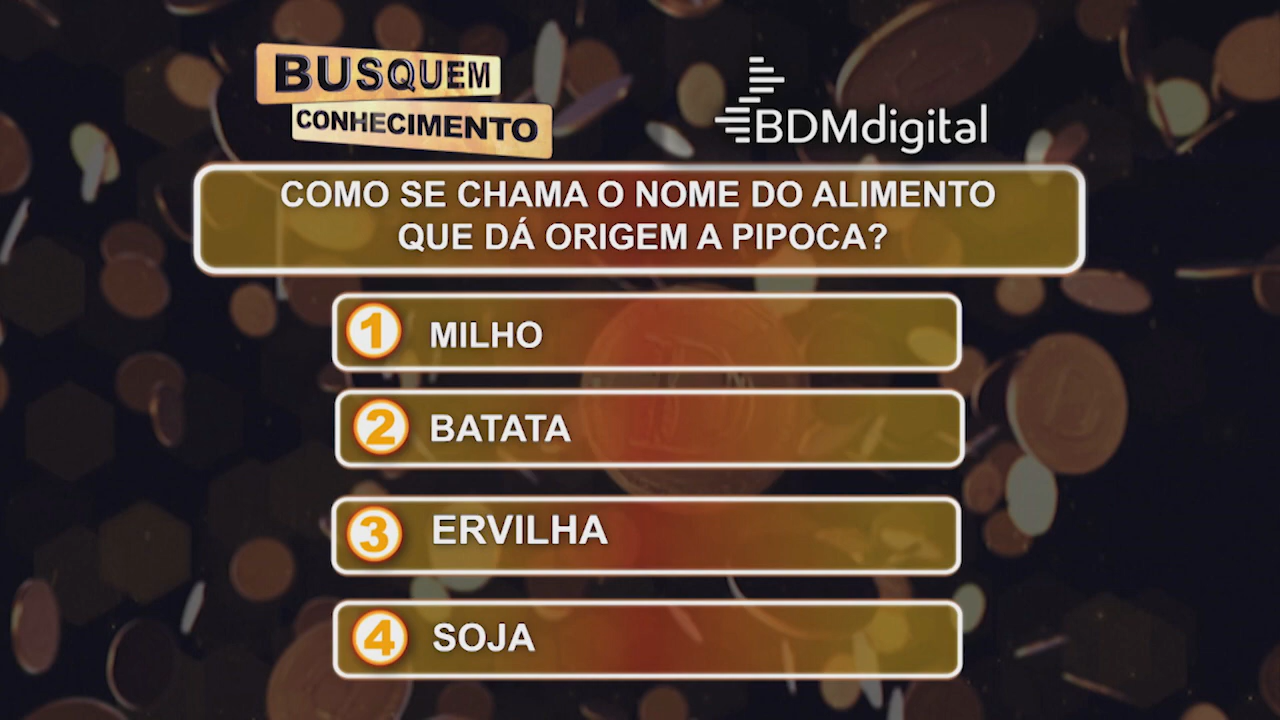 BUSQUEM
CONHECIMENTO
BDMdigital
COMO SE CHAMA O NOME DO ALIMENTO
QUE DÁ ORIGEM A PIPOCA?
1 MILHO
2 BATATA
3 ERVILHA
4 SOJA